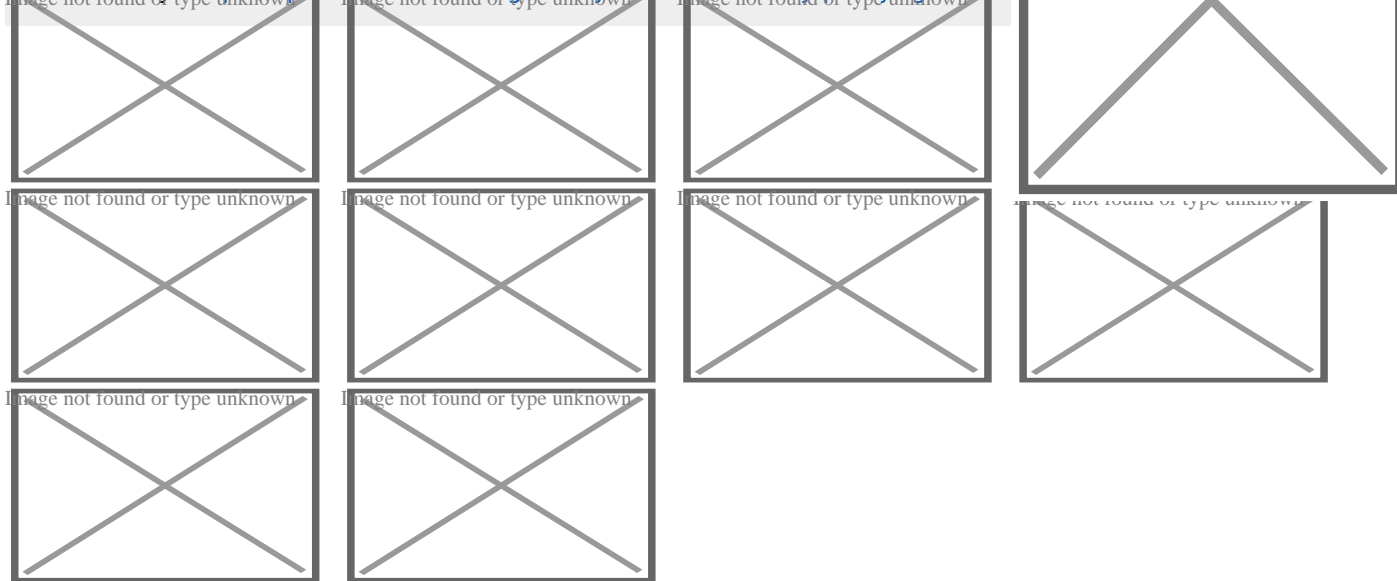 Image not found or type unknown Image not found or type unknown Image not found or type unknown
Image not found or type unknown Image not found or type unknown Image not found or type unknown Image not found or type unknown
Image not found or type unknown Image not found or type unknown